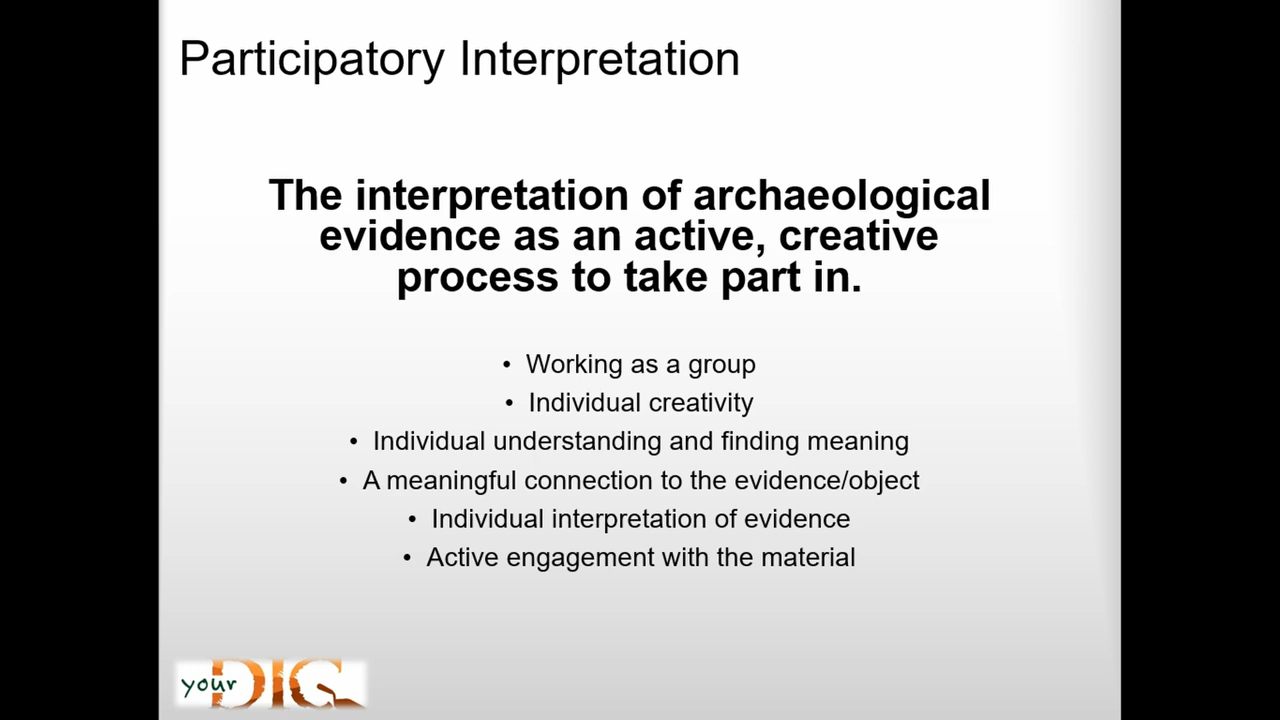 Participatory Interpretation
The interpretation of archaeological
evidence as an active, creative
process to take part in.
• Working as a group
• Individual creativity
• Individual understanding and finding meaning
• A meaningful connection to the evidence/object
• Individual interpretation of evidence
• Active engagement with the material
your DIG